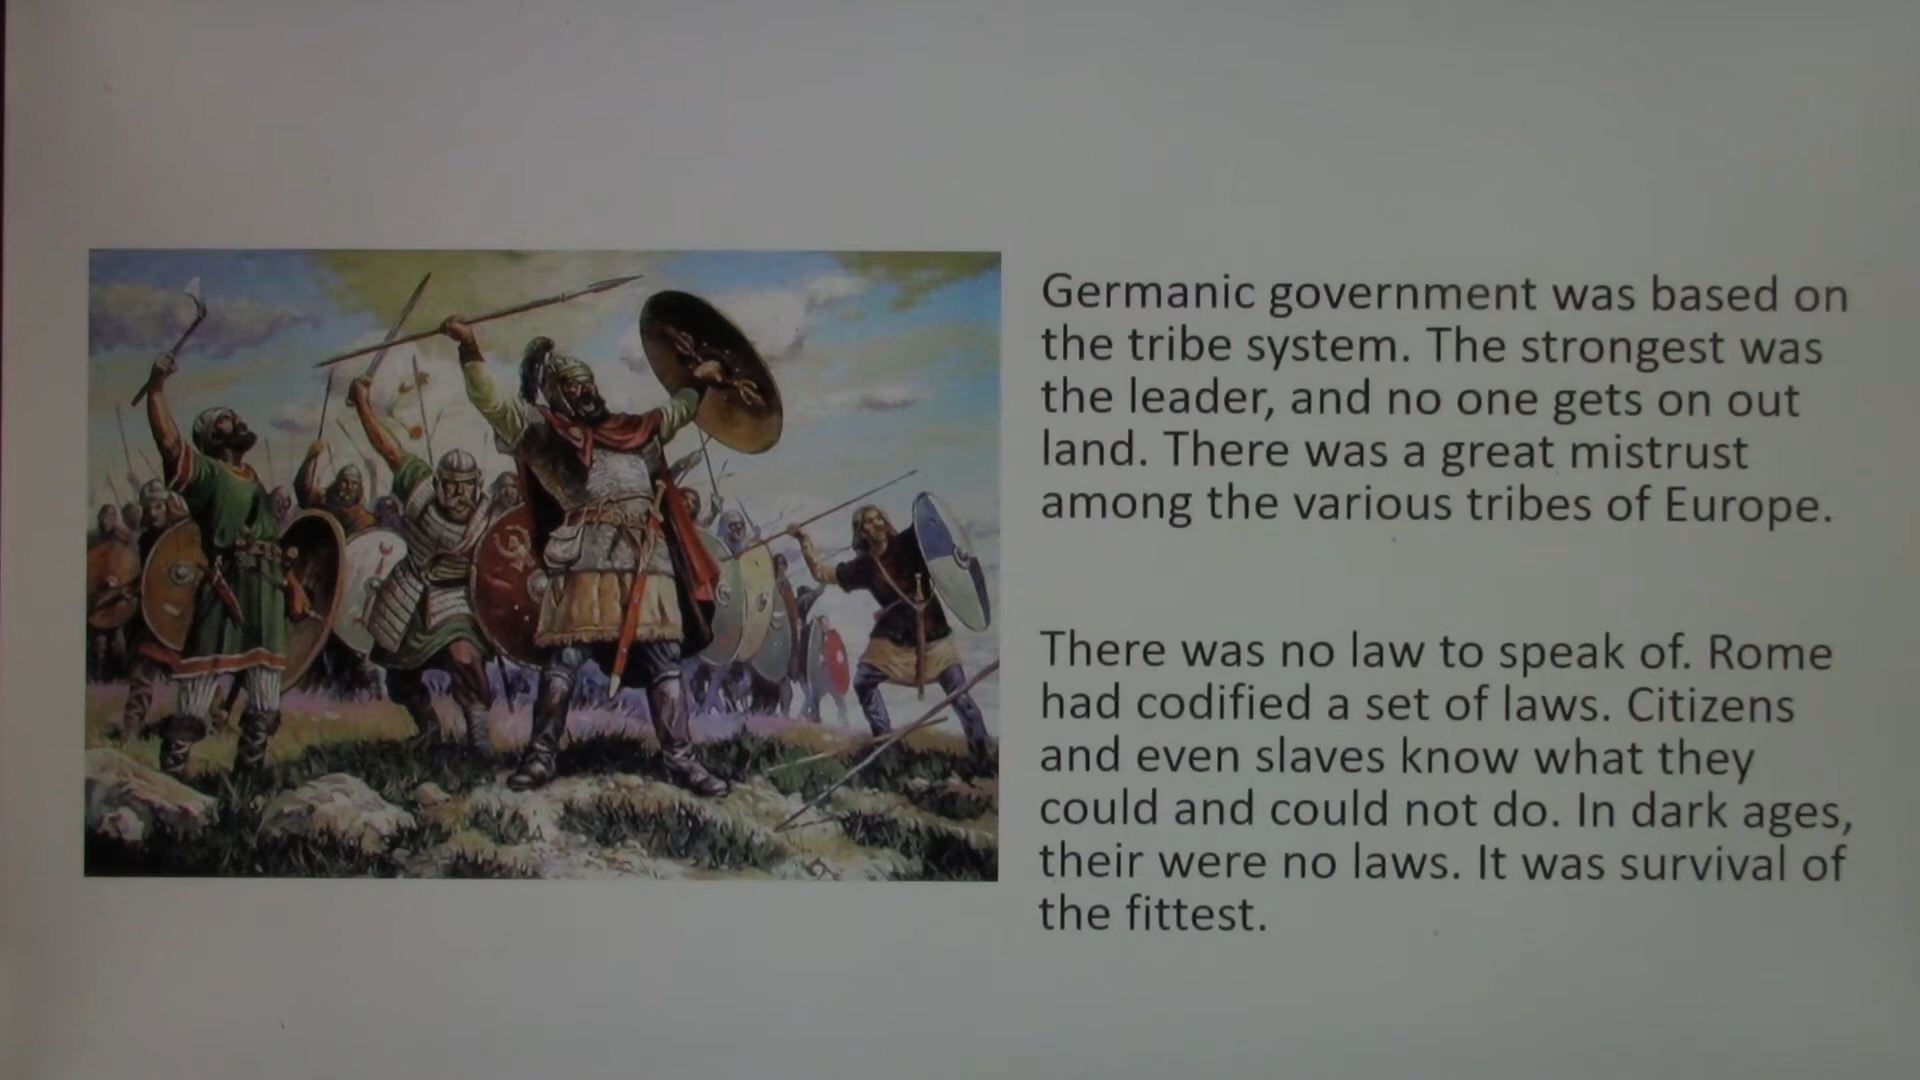 Germanic government was based on
the tribe system. The strongest was
the leader, and no one gets on out
land. There was a great mistrust
among the various tribes of Europe.
There was no law to speak of. Rome
had codified a set of laws. Citizens
and even slaves know what they
could and could not do. In dark ages,
their were no laws. It was survival of
the fittest.